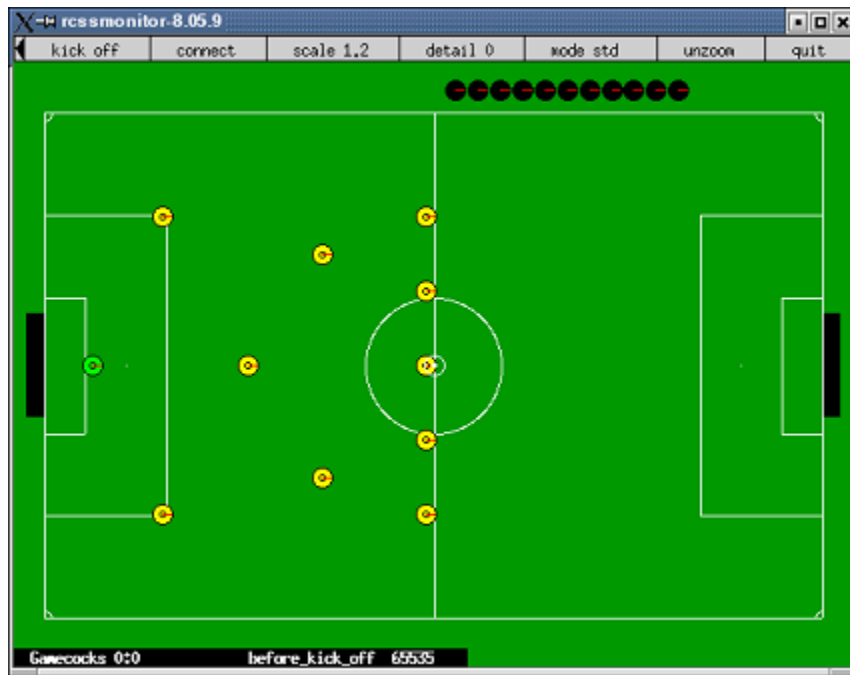 rcssmonitor-8.05.9
kick off connect scale 1.2 detail 0 mode std unzoom quit
Gamecocks 0:0 before_kick_off 65535